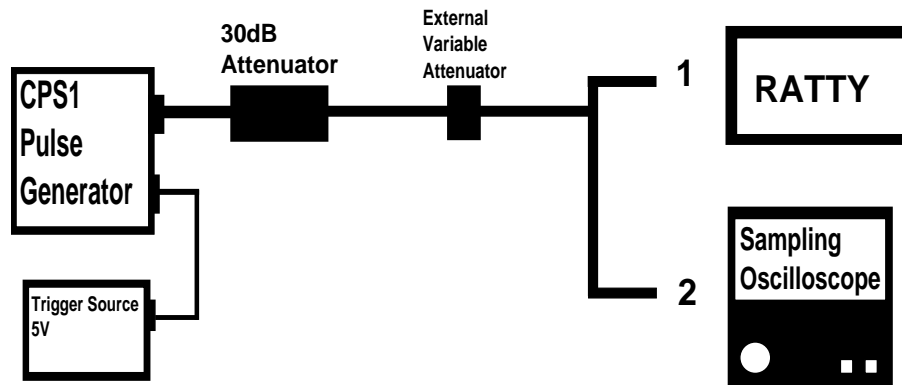 30dB
Attenuator
External
Variable
Attenuator
CPS1
Pulse
Generator
1
RATTY
Trigger Source
5V
2
Sampling
Oscilloscope